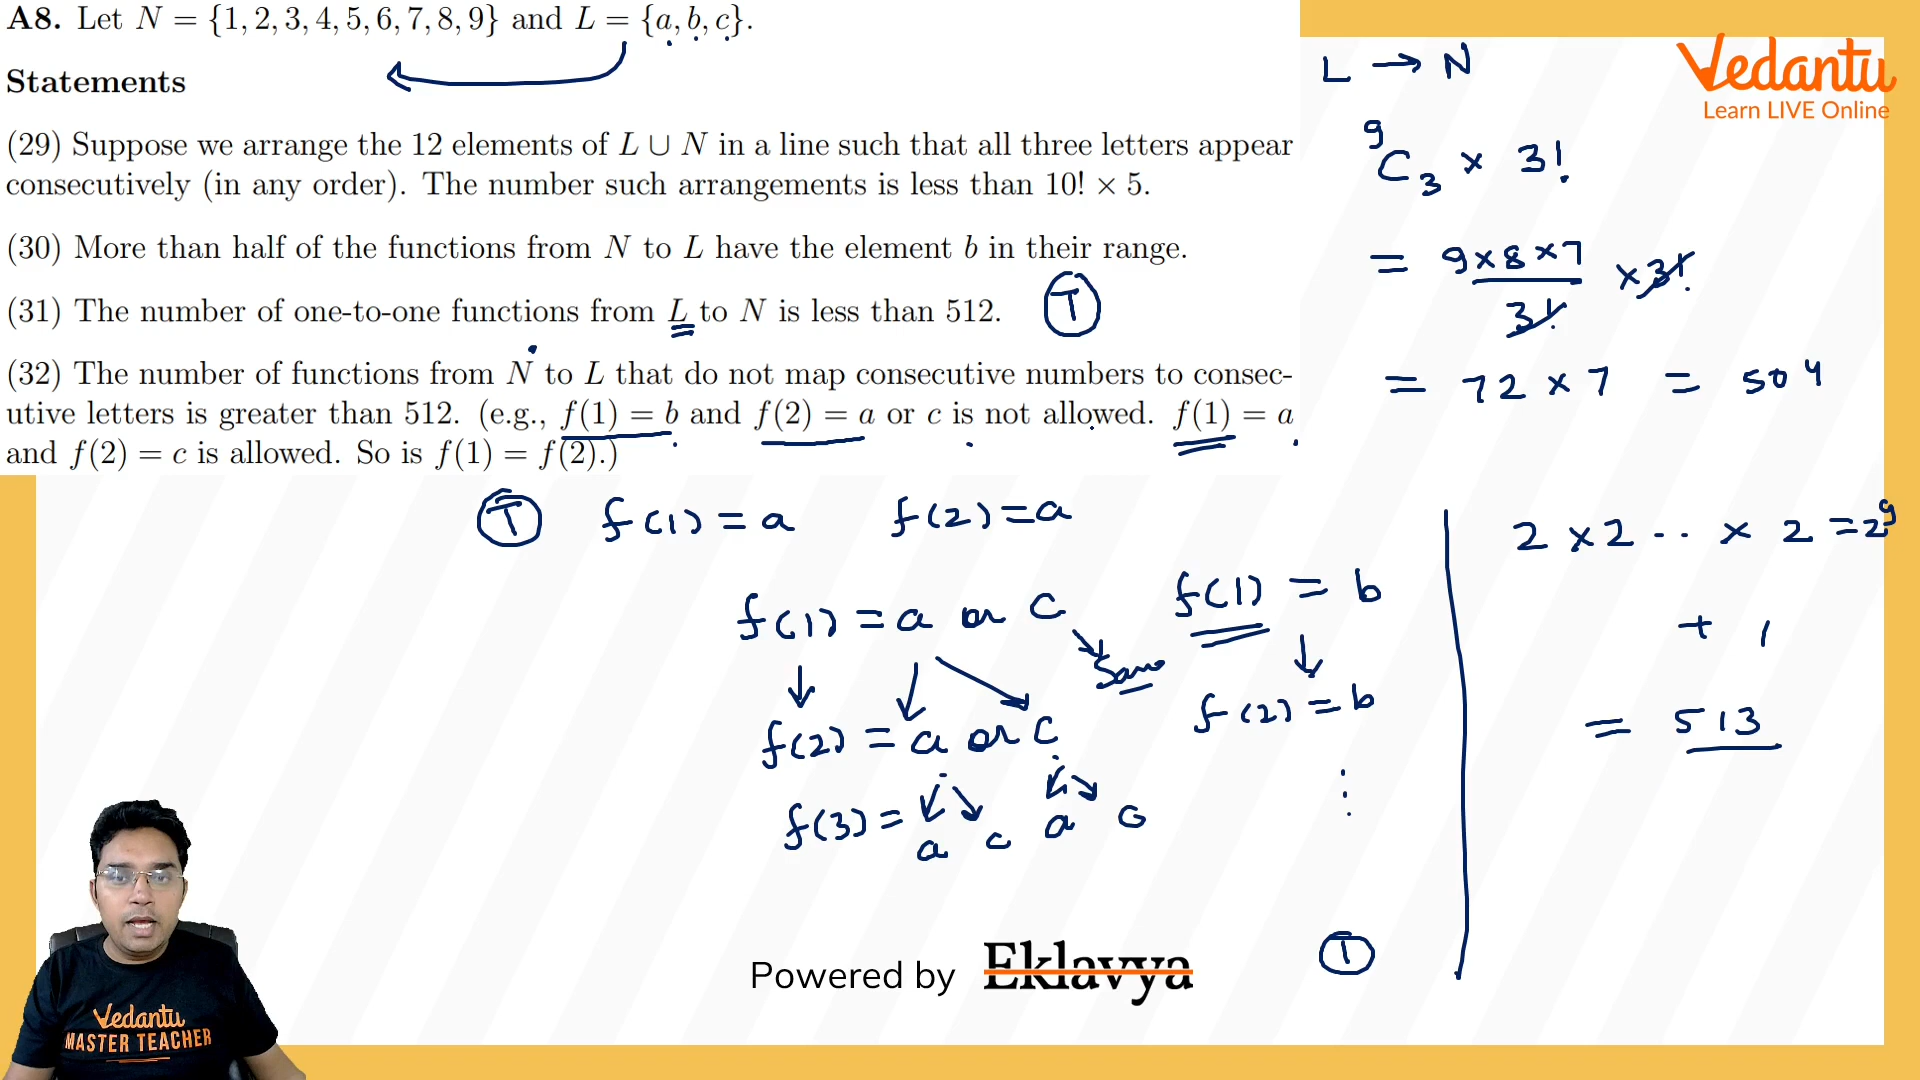 A8. Let N = {1, 2, 3, 4, 5, 6, 7, 8, 9} and L = {a, b, c}.
Statements
(29) Suppose we arrange the 12 elements of L ∪ N in a line such that all three letters appear
consecutively (in any order). The number such arrangements is less than 10! × 5.
(30) More than half of the functions from N to L have the element b in their range.
(31) The number of one-to-one functions from L to N is less than 512.
T
(32) The number of functions from N to L that do not map consecutive numbers to consec-
utive letters is greater than 512. (e.g., f(1) = b and f(2) = a or c is not allowed. f(1) = a
and f(2) = c is allowed. So is f(1) = f(2).)
L → N
⁹C₃ × 3!
= 9×8×7 / 3! × 3!
= 72 × 7 = 504
Vedantu
Learn LIVE Online
T f(1) = a f(2) = a
f(1) = a or c
Same
f(2) = a or c
f(3) = a c a c
f(1) = b
↓
f(2) = b
⋮
T
2 × 2 .. × 2 = 2⁹
+ 1
= 513
Vedantu
MASTER TEACHER
Powered by Eklavya